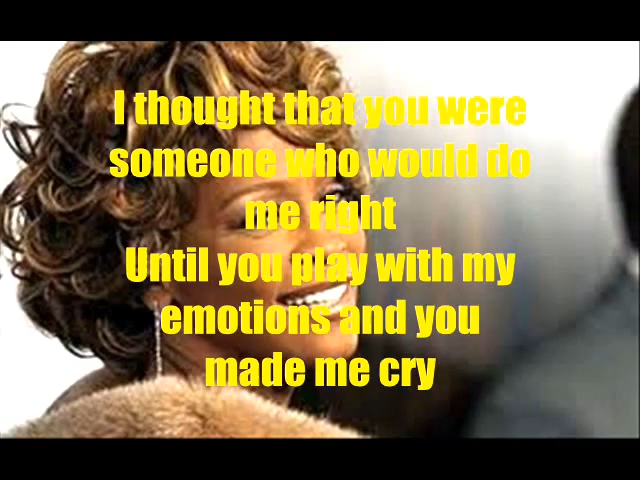 I thought that you were
someone who would do
me right
Until you play with my
emotions and you
made me cry